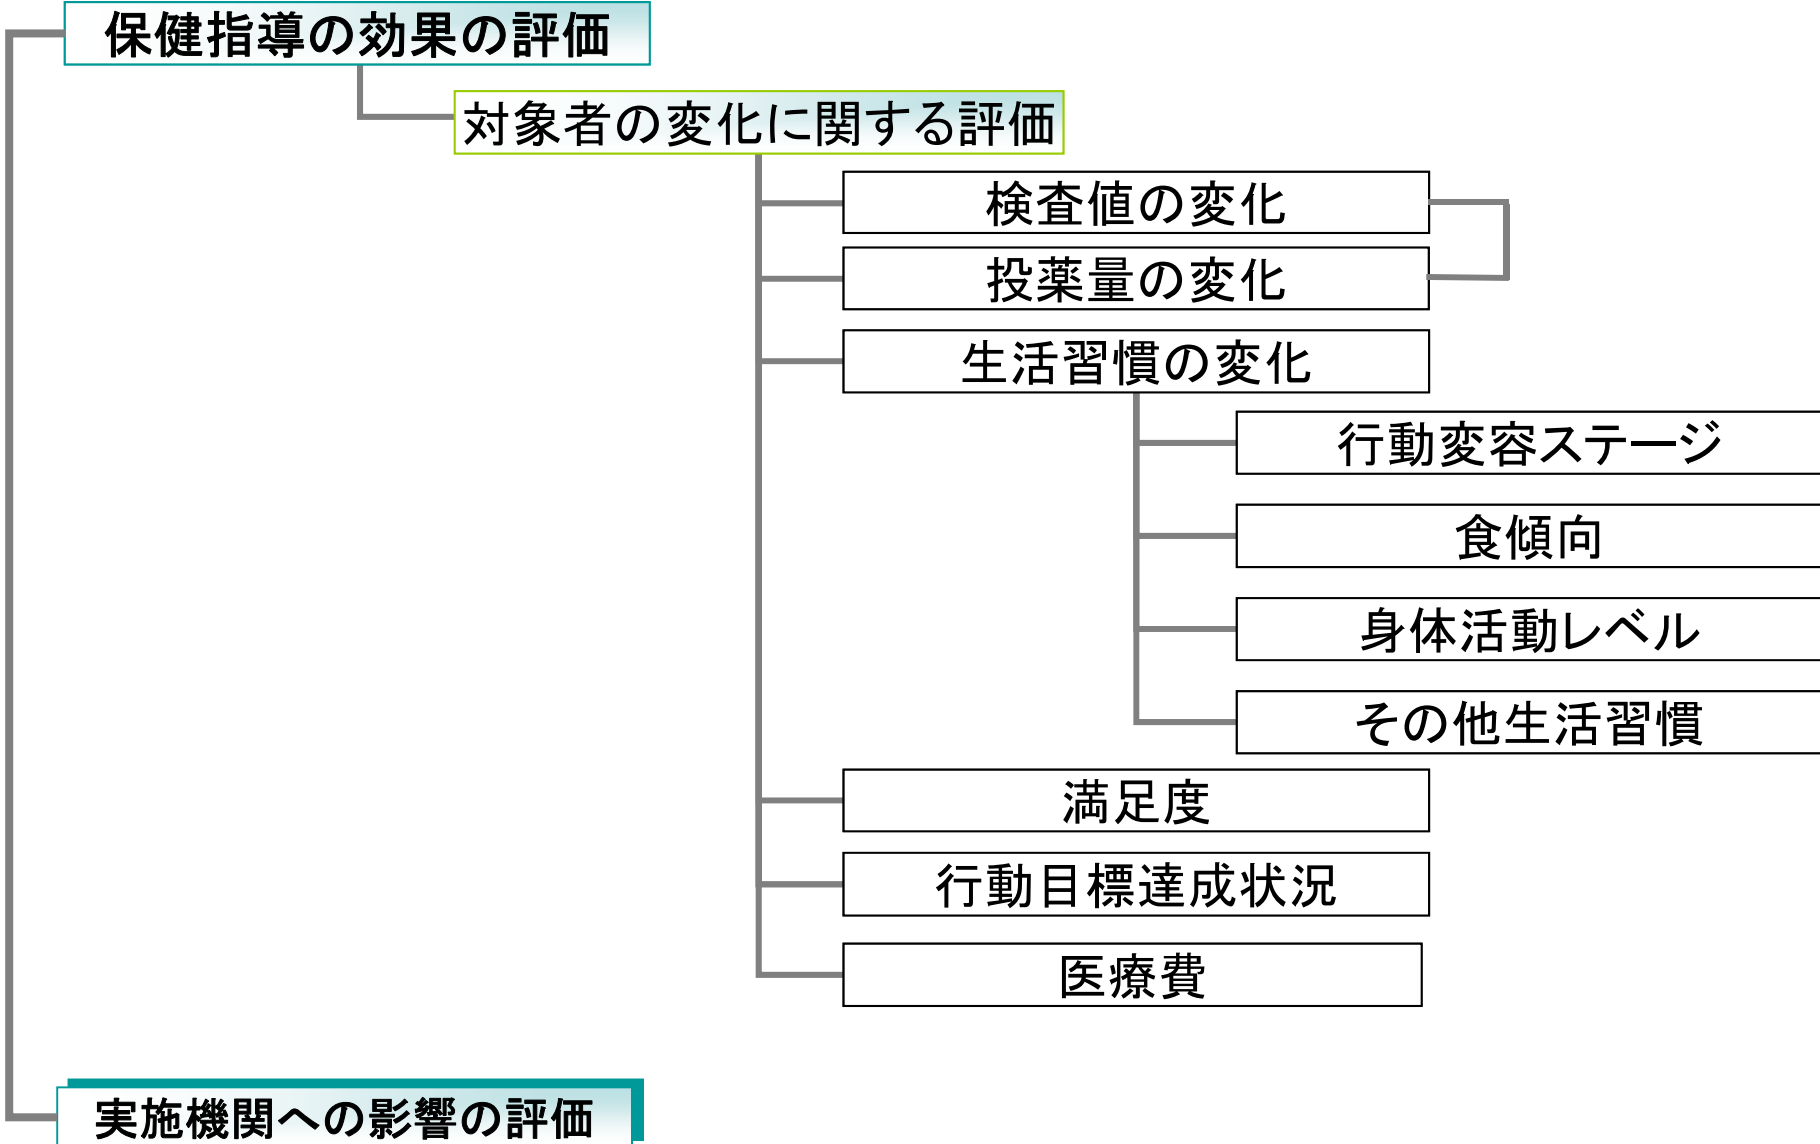 保健指導の効果の評価
対象者の変化に関する評価
検査値の変化
投薬量の変化
生活習慣の変化
行動変容ステージ
食傾向
身体活動レベル
その他生活習慣
満足度
行動目標達成状況
医療費
実施機関への影響の評価